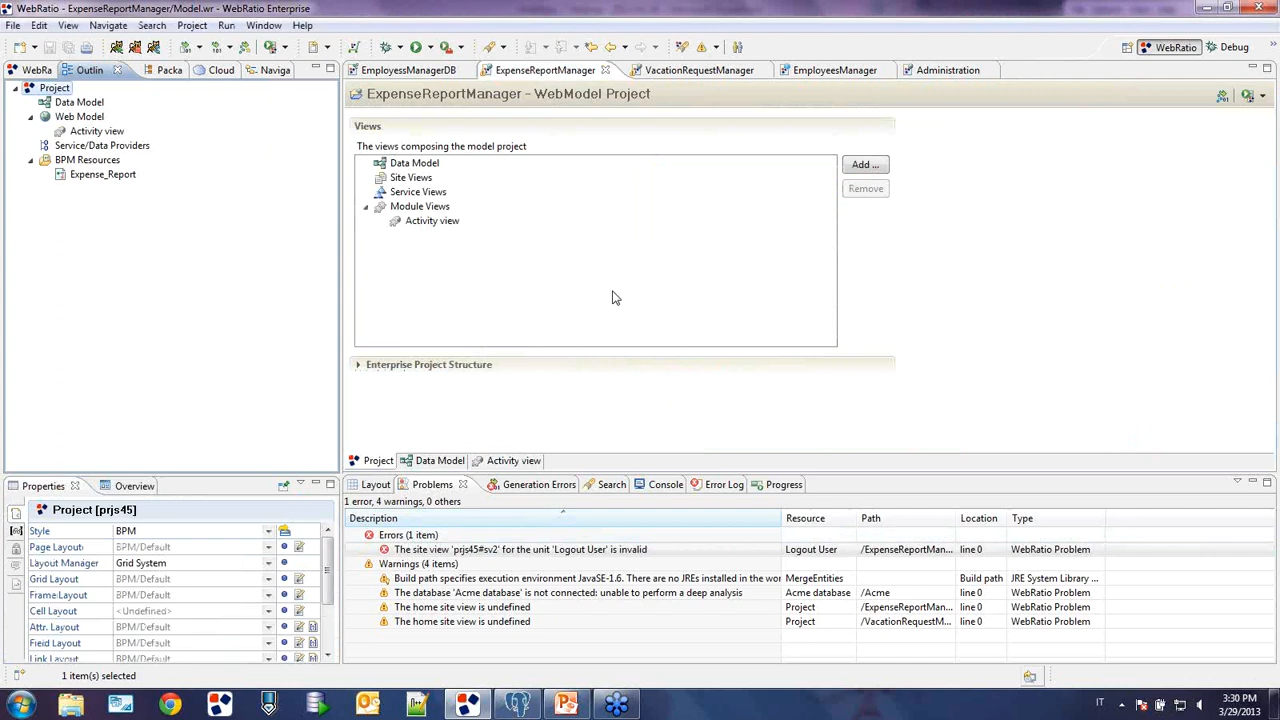 WebRatio - ExpenseReportManager/Model.wr - WebRatio Enterprise
File Edit View Navigate Search Project Run Window Help
WebRatio Debug
WebRa Outlin Packa Cloud Naviga
EmployessManagerDB ExpenseReportManager VacationRequestManager EmployeesManager Administration
Project
Data Model
Web Model
Activity view
Service/Data Providers
BPM Resources
Expense_Report
ExpenseReportManager - WebModel Project
Views
The views composing the model project
Data Model
Site Views
Service Views
Module Views
Activity view
Add ...
Remove
Enterprise Project Structure
Project Data Model Activity view
Properties Overview
Project [prjs45]
Style BPM
Page Layout BPM/Default
Layout Manager Grid System
Grid Layout BPM/Default
Frame Layout BPM/Default
Cell Layout <Undefined>
Attr. Layout BPM/Default
Field Layout BPM/Default
Link Layout BPM/Default
Layout Problems Generation Errors Search Console Error Log Progress
1 error, 4 warnings, 0 others
Description Resource Path Location Type
Errors (1 item)
The site view 'prjs45#sv2' for the unit 'Logout User' is invalid Logout User /ExpenseReportMan... line 0 WebRatio Problem
Warnings (4 items)
Build path specifies execution environment JavaSE-1.6. There are no JREs installed in the wor MergeEntities Build path JRE System Library ...
The database 'Acme database' is not connected: unable to perform a deep analysis Acme database /Acme line 0 WebRatio Problem
The home site view is undefined Project /ExpenseReportMan... line 0 WebRatio Problem
The home site view is undefined Project /VacationRequestM... line 0 WebRatio Problem
1 item(s) selected
IT
3:30 PM
3/29/2013